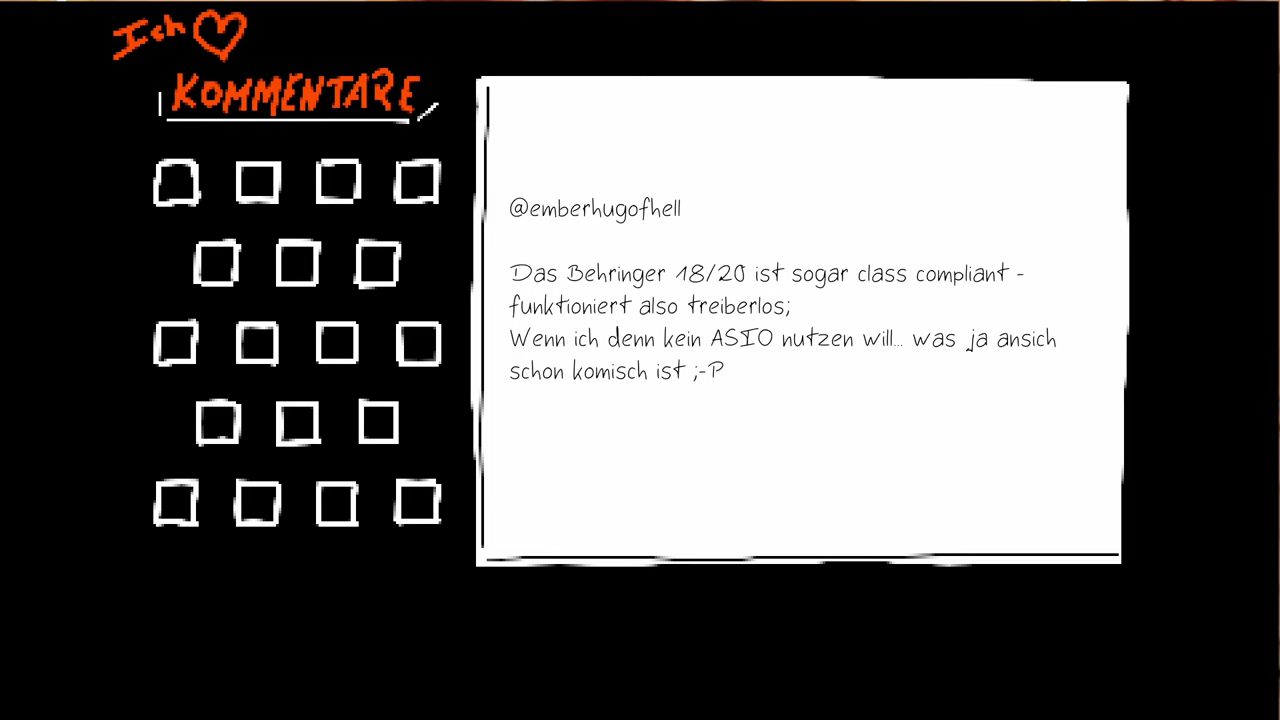 Ich
KOMMENTARE
@emberhugofhell
Das Behringer 18/20 ist sogar class compliant -
funktioniert also treiberlos;
Wenn ich denn kein ASIO nutzen will... was ja ansich
schon komisch ist ;-P